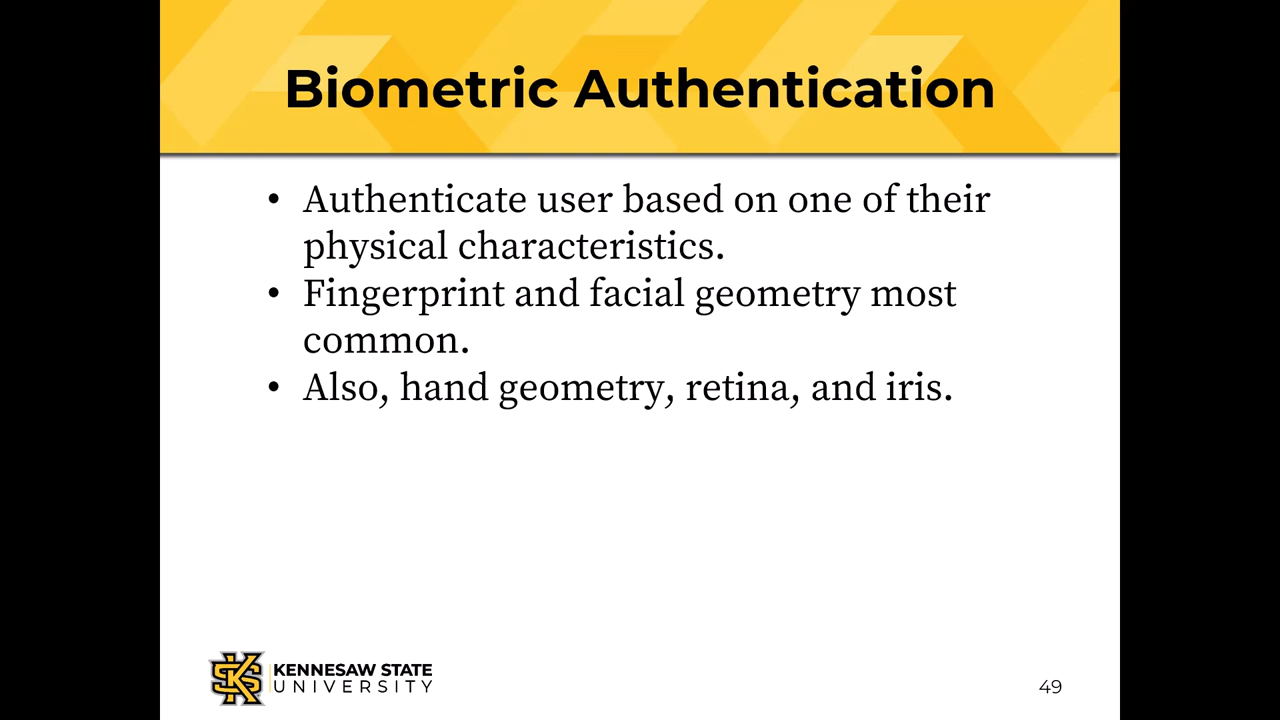 Biometric Authentication
• Authenticate user based on one of their
physical characteristics.
• Fingerprint and facial geometry most
common.
• Also, hand geometry, retina, and iris.
KENNESAW STATE
UNIVERSITY
49